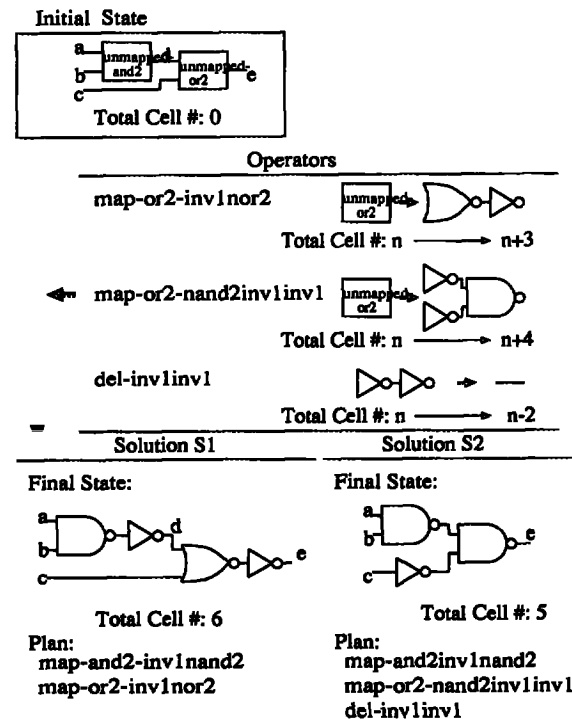 Initial State
a
b
c
unmapped-
and2
unmapped-
or2
e
Total Cell #: 0
Operators
map-or2-inv1nor2
unmapped
or2
Total Cell #: n n+3
map-or2-nand2inv1inv1
unmapped
or2
Total Cell #: n n+4
del-inv1inv1
Total Cell #: n n-2
Solution S1 Solution S2
Final State:
a
b
c
d
e
Total Cell #: 6
Plan:
map-and2-inv1nand2
map-or2-inv1nor2
Final State:
a
b
c
e
Total Cell #: 5
Plan:
map-and2inv1nand2
map-or2-nand2inv1inv1
del-inv1inv1